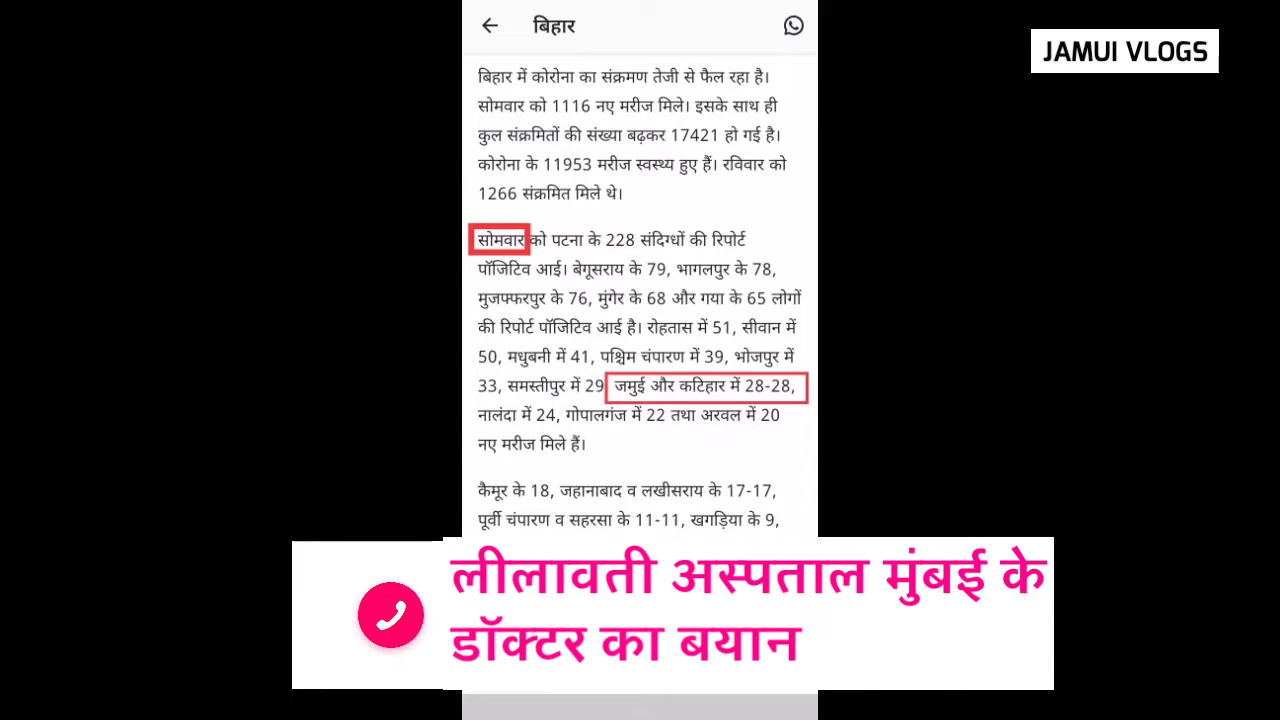 बिहार
JAMUI VLOGS
बिहार में कोरोना का संक्रमण तेजी से फैल रहा है।
सोमवार को 1116 नए मरीज मिले। इसके साथ ही
कुल संक्रमितों की संख्या बढ़कर 17421 हो गई है।
कोरोना के 11953 मरीज स्वस्थ्य हुए हैं। रविवार को
1266 संक्रमित मिले थे।
सोमवार को पटना के 228 संदिग्धों की रिपोर्ट
पॉजिटिव आई। बेगूसराय के 79, भागलपुर के 78,
मुजफ्फरपुर के 76, मुंगेर के 68 और गया के 65 लोगों
की रिपोर्ट पॉजिटिव आई है। रोहतास में 51, सीवान में
50, मधुबनी में 41, पश्चिम चंपारण में 39, भोजपुर में
33, समस्तीपुर में 29 जमुई और कटिहार में 28-28,
नालंदा में 24, गोपालगंज में 22 तथा अरवल में 20
नए मरीज मिले हैं।
कैमूर के 18, जहानाबाद व लखीसराय के 17-17,
पूर्वी चंपारण व सहरसा के 11-11, खगड़िया के 9,
लीलावती अस्पताल मुंबई के
डॉक्टर का बयान